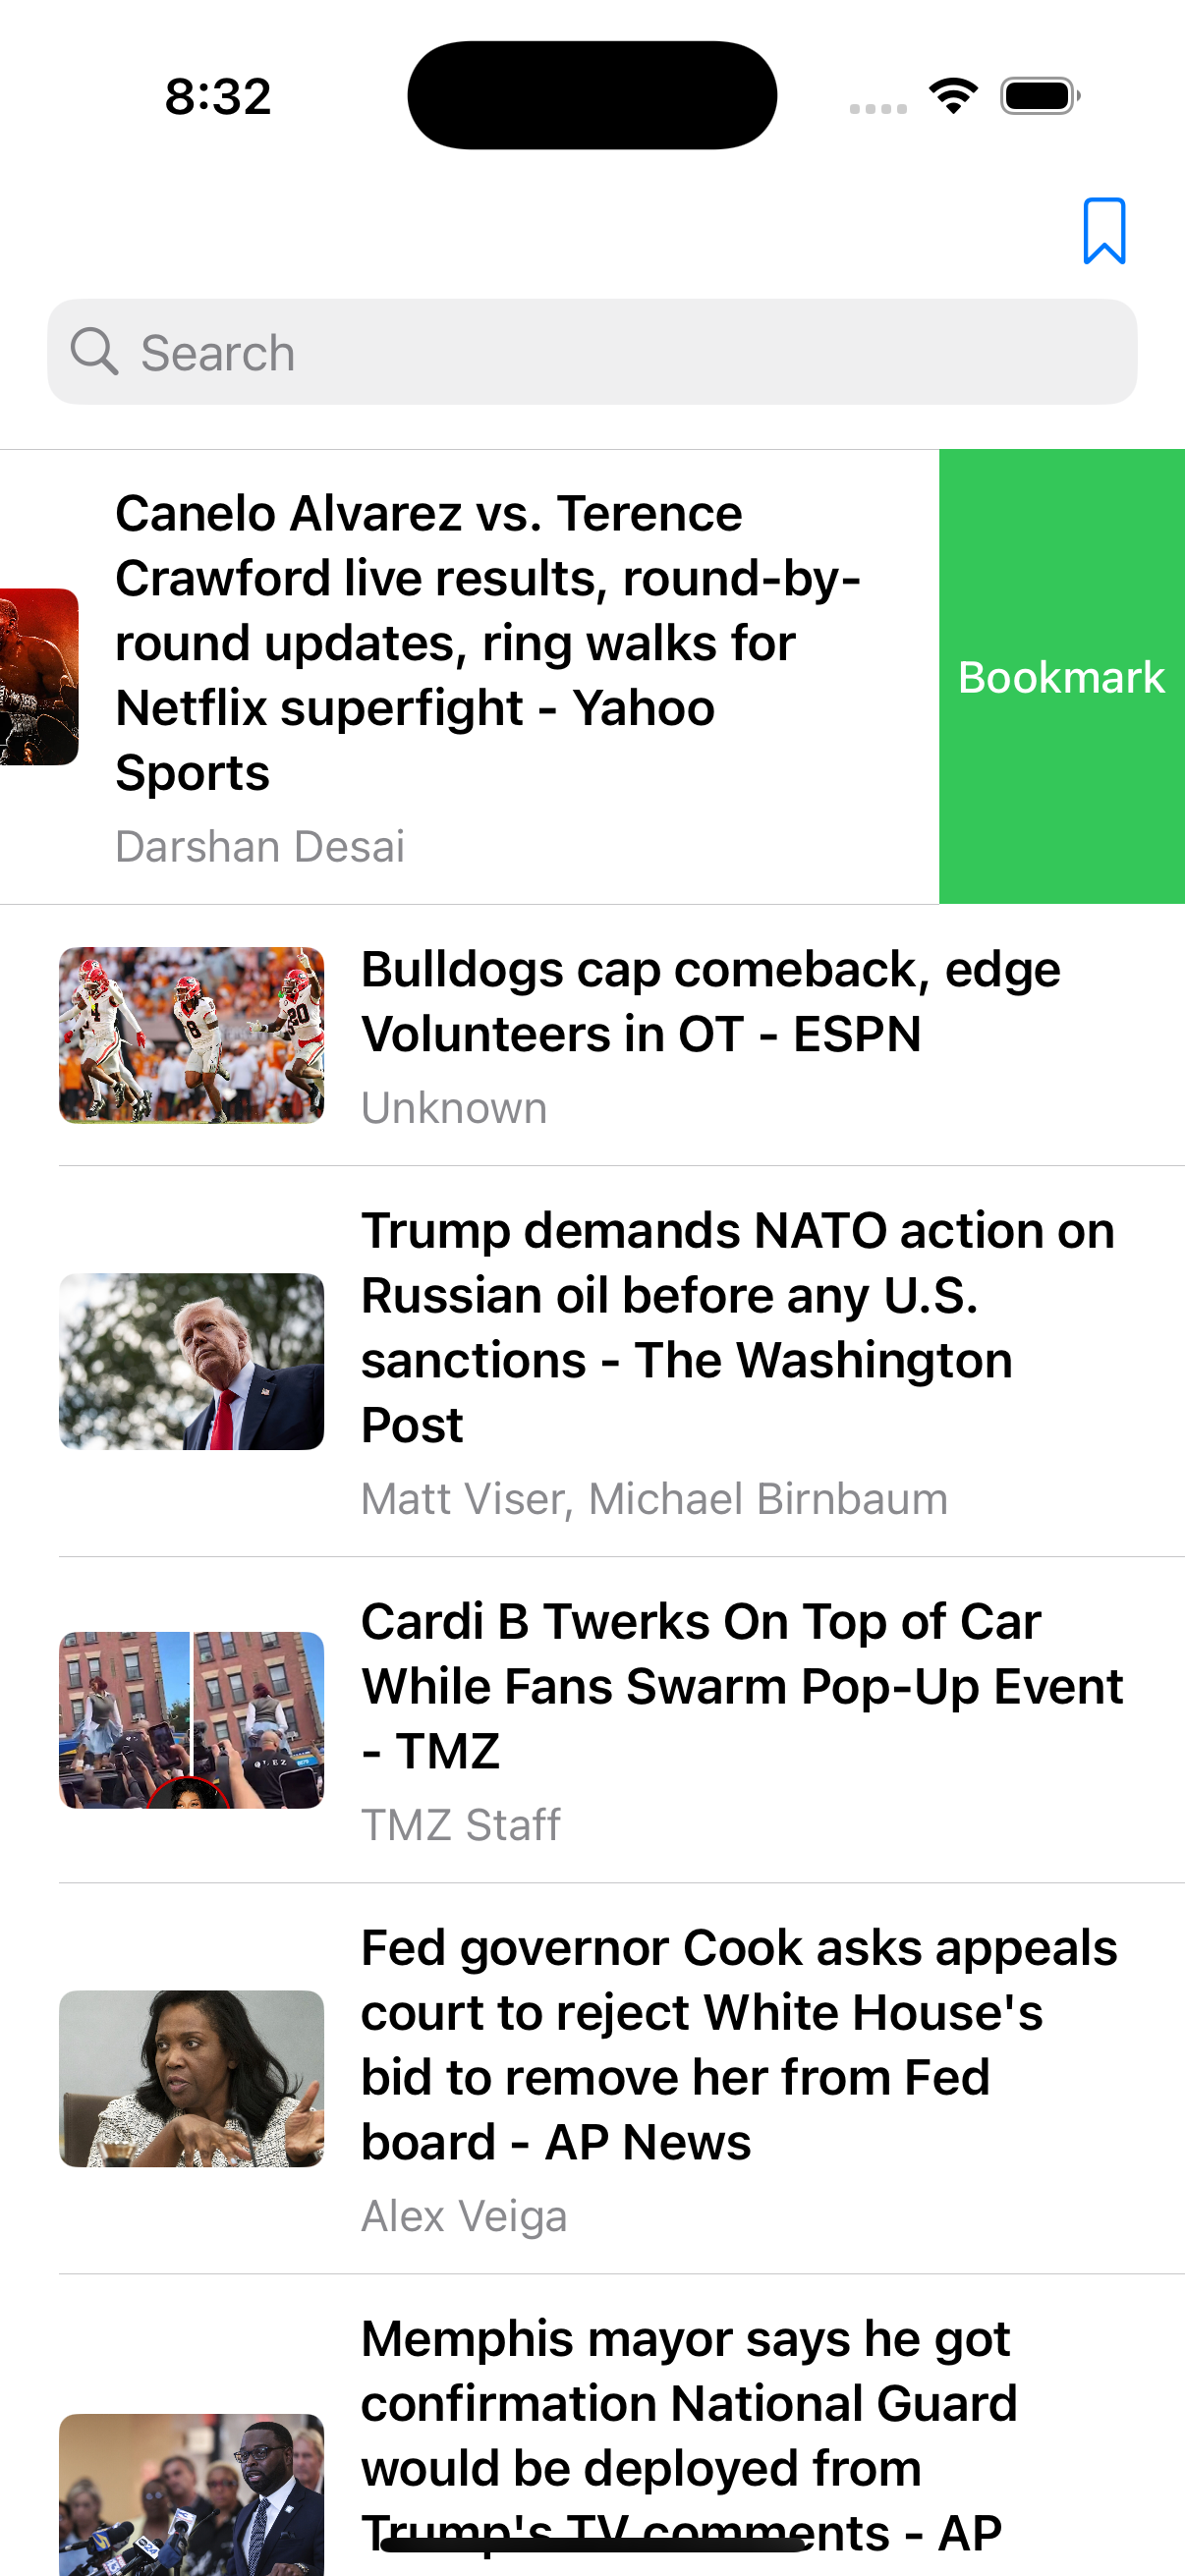 8:32
Search
Canelo Alvarez vs. Terence
Crawford live results, round-by-
round updates, ring walks for
Netflix superfight - Yahoo
Sports
Darshan Desai
Bookmark
Bulldogs cap comeback, edge
Volunteers in OT - ESPN
Unknown
Trump demands NATO action on
Russian oil before any U.S.
sanctions - The Washington
Post
Matt Viser, Michael Birnbaum
Cardi B Twerks On Top of Car
While Fans Swarm Pop-Up Event
- TMZ
TMZ Staff
Fed governor Cook asks appeals
court to reject White House's
bid to remove her from Fed
board - AP News
Alex Veiga
Memphis mayor says he got
confirmation National Guard
would be deployed from
Trump's TV comments - AP